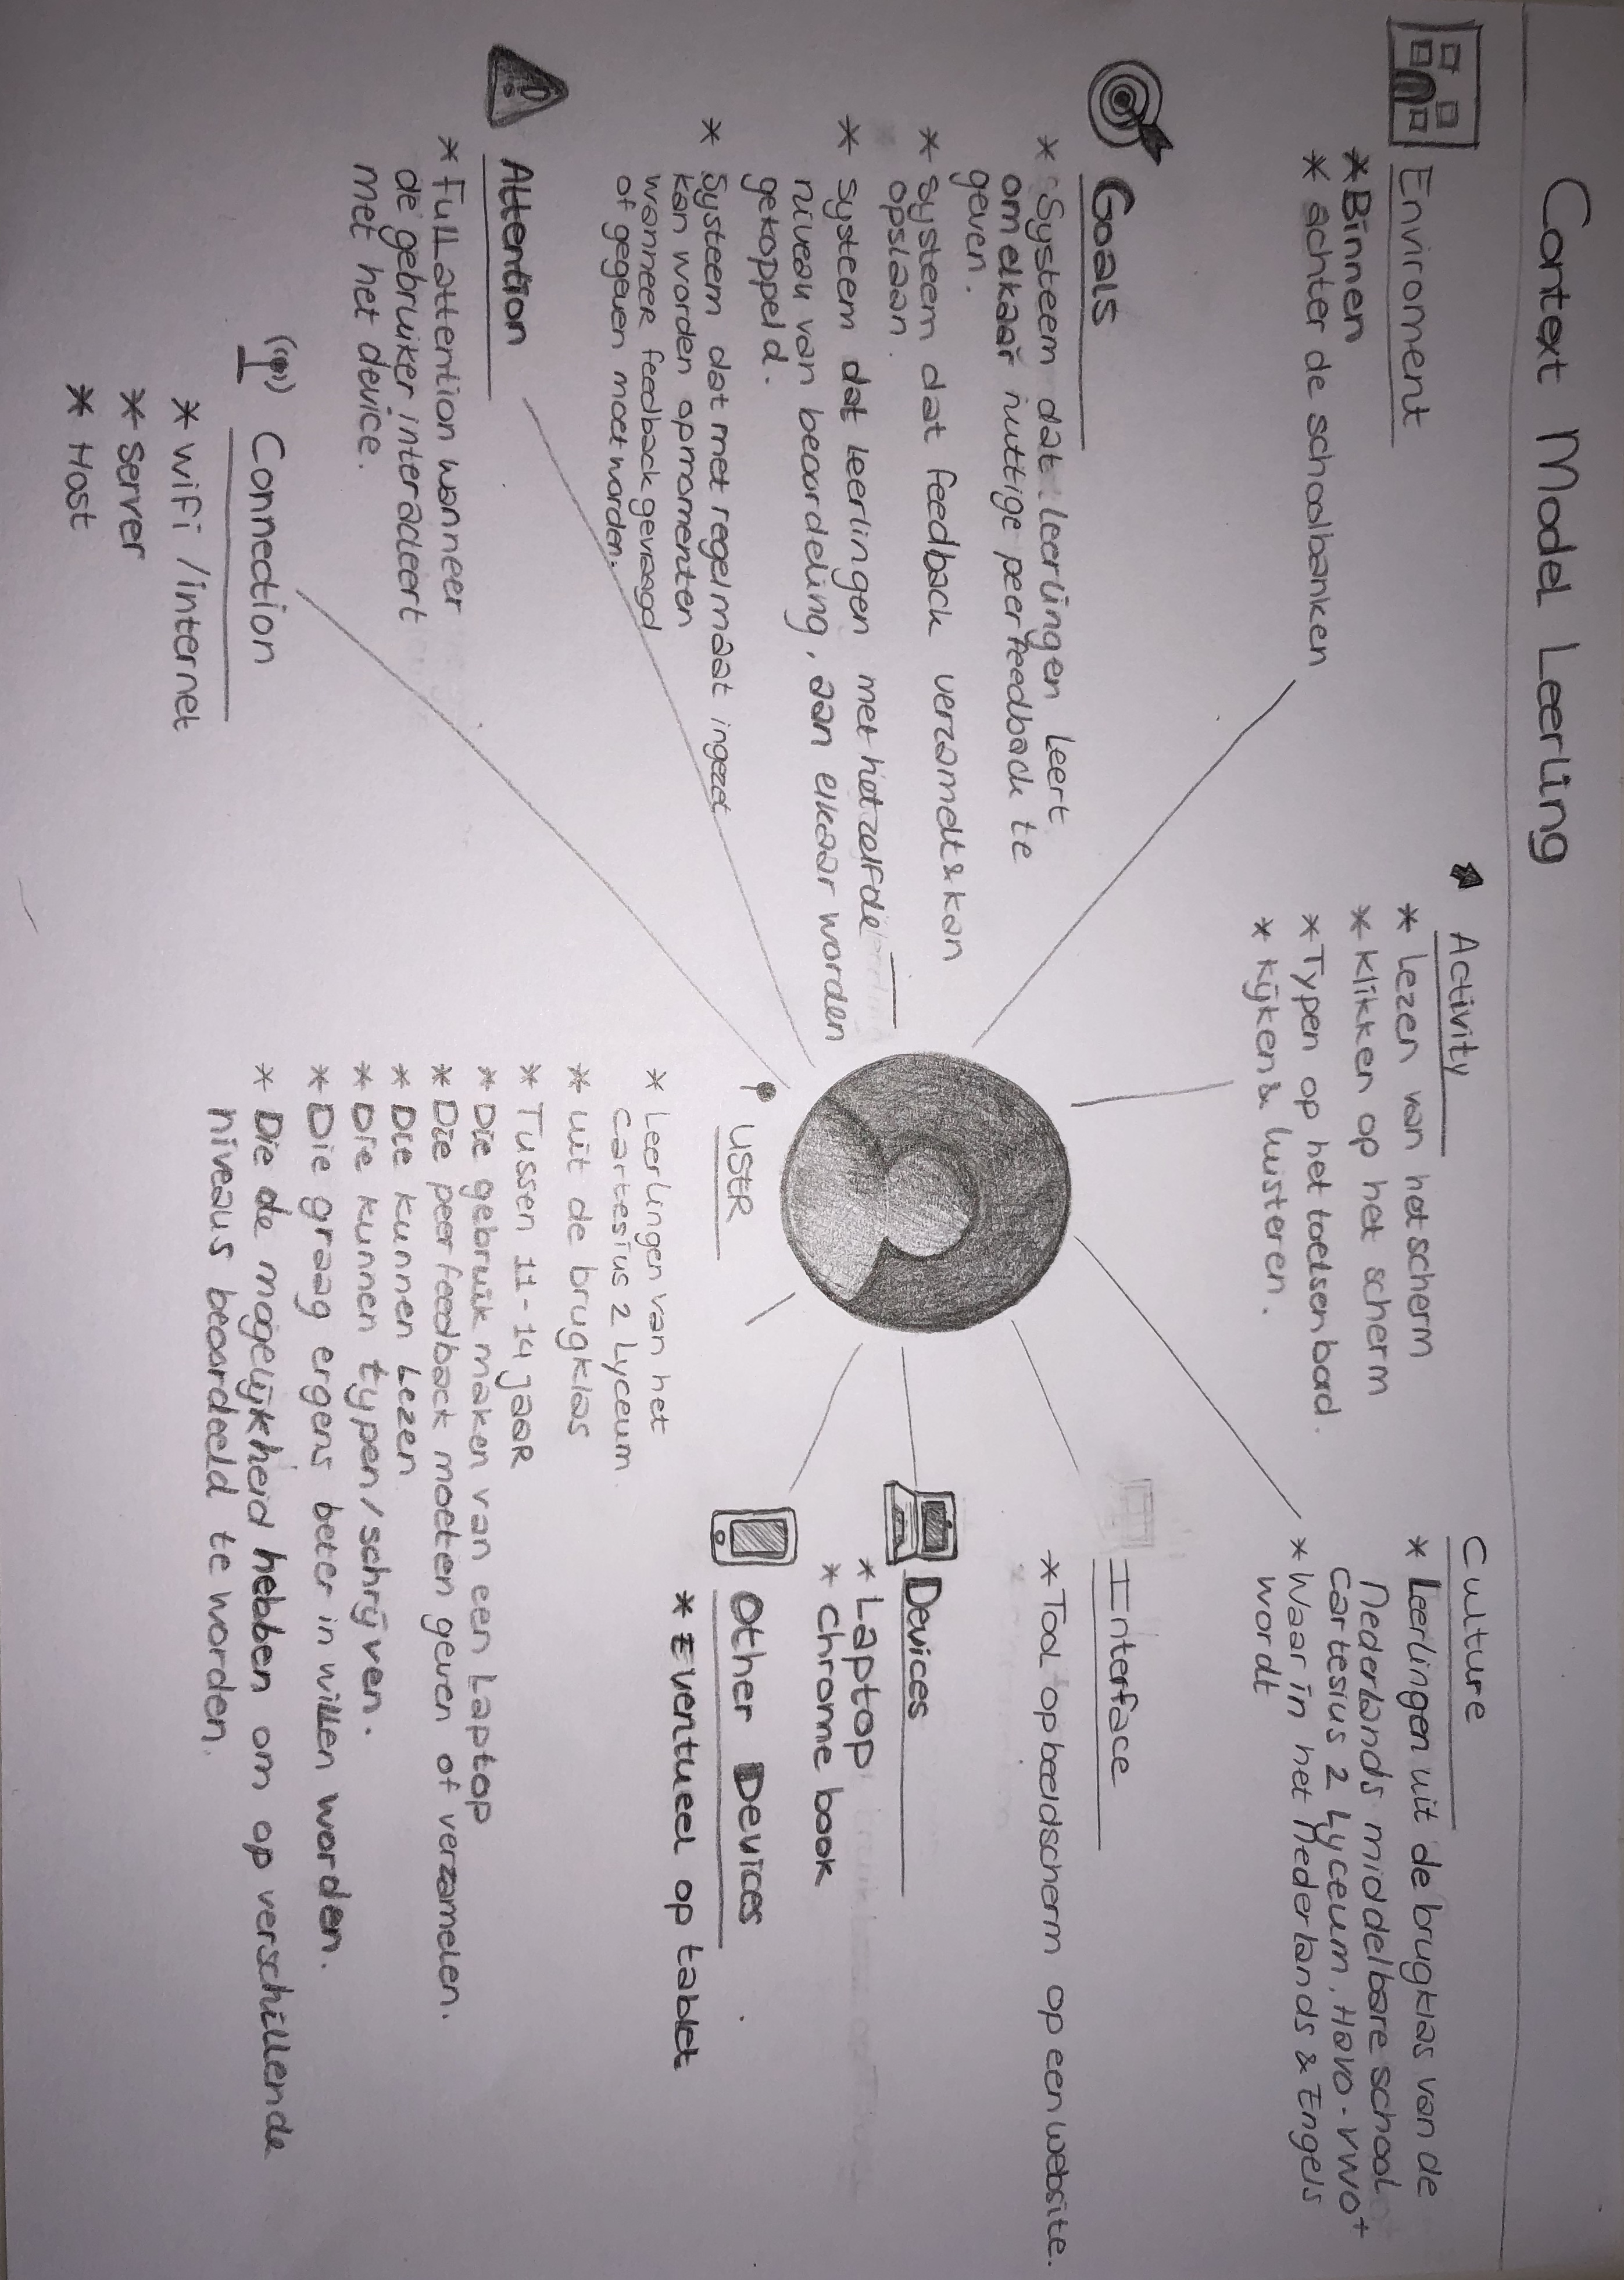 Context Model Leerling
Enviroment
* Binnen
* achter de schoolbanken
Activity
* Lezen van het scherm
* klikken op het scherm
* Typen op het toetsenbord.
* kijken & luisteren.
Culture
* Leerlingen uit de brugklas van de
Nederlands middelbare school
Cartesius 2 Lyceum, Havo - VWO+
* Waar in het Nederlands & Engels
wordt
Goals
* Systeem dat leerlingen leert
om elkaar nuttige peerfeedback te
geven.
* systeem dat feedback verzamelt & kan
opslaan.
* systeem dat leerlingen met hetzelfde
niveau van beoordeling, aan elkaar worden
gekoppeld.
* Systeem dat met regelmaat ingezet
kan worden op momenten
wanneer feedback gevraagd
of gegeven moet worden.
Interface
* Tool op beeldscherm op een website.
Devices
* Laptop
* Chrome book
Other Devices
* Eventueel op tablet
Attention
* Full attention wanneer
de gebruiker interacteert
met het device.
Connection
* wifi / internet
* server
* Host
User
* Leerlingen van het
Cartesius 2 Lyceum
* uit de brugklas
* Tussen 11-14 jaar
* Die gebruik maken van een Laptop
* Die peer feedback moeten geven of verzamelen.
* Die kunnen Lezen
* Die kunnen typen / schrijven.
* Die graag ergens beter in willen worden.
* Die de mogelijkheid hebben om op verschillende
niveaus beoordeeld te worden.